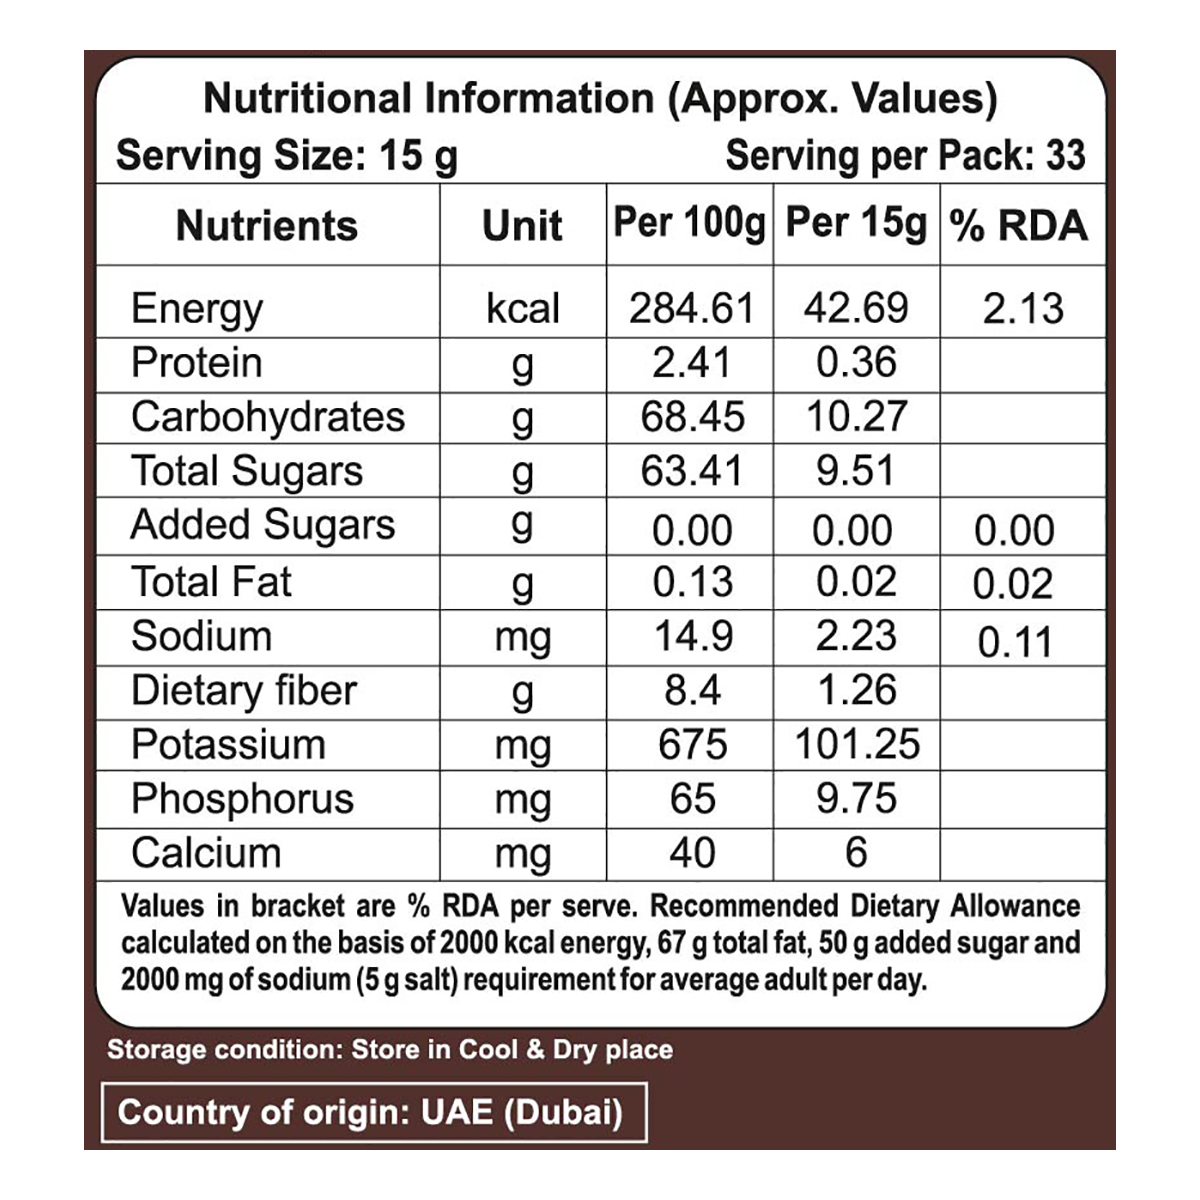 Nutritional Information (Approx. Values)
Serving Size: 15 g Serving per Pack: 33
Nutrients Unit Per 100g Per 15g % RDA
Energy kcal 284.61 42.69 2.13
Protein g 2.41 0.36
Carbohydrates g 68.45 10.27
Total Sugars g 63.41 9.51
Added Sugars g 0.00 0.00 0.00
Total Fat g 0.13 0.02 0.02
Sodium mg 14.9 2.23 0.11
Dietary fiber g 8.4 1.26
Potassium mg 675 101.25
Phosphorus mg 65 9.75
Calcium mg 40 6
Values in bracket are % RDA per serve. Recommended Dietary Allowance
calculated on the basis of 2000 kcal energy, 67 g total fat, 50 g added sugar and
2000 mg of sodium (5 g salt) requirement for average adult per day.
Storage condition: Store in Cool & Dry place
Country of origin: UAE (Dubai)